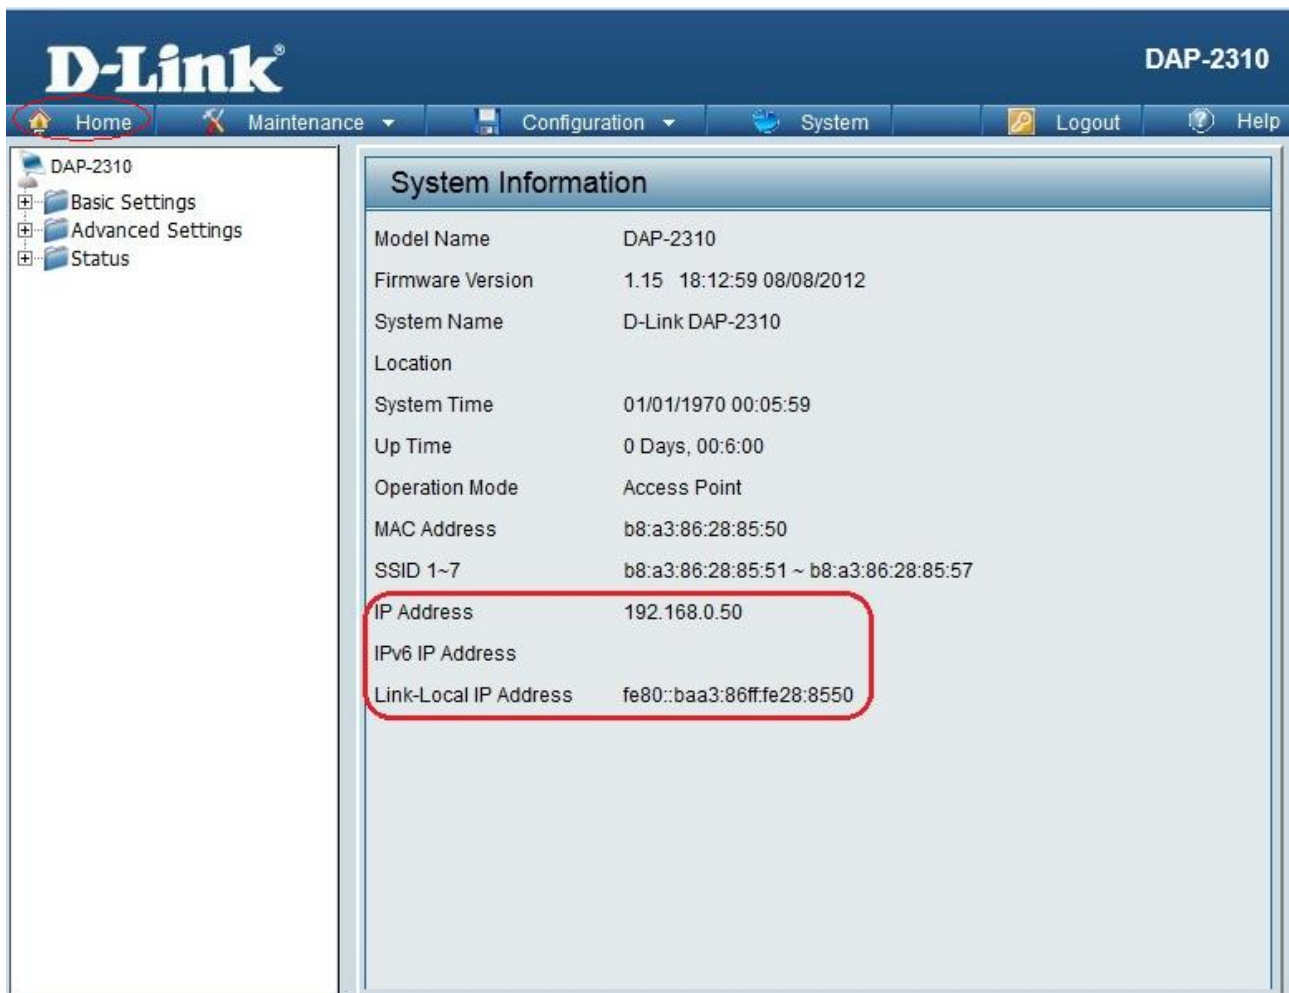 D-Link®
DAP-2310
Home Maintenance Configuration System Logout Help
DAP-2310
Basic Settings
Advanced Settings
Status
System Information
Model Name DAP-2310
Firmware Version 1.15 18:12:59 08/08/2012
System Name D-Link DAP-2310
Location
System Time 01/01/1970 00:05:59
Up Time 0 Days, 00:6:00
Operation Mode Access Point
MAC Address b8:a3:86:28:85:50
SSID 1~7 b8:a3:86:28:85:51 ~ b8:a3:86:28:85:57
IP Address 192.168.0.50
IPv6 IP Address
Link-Local IP Address fe80::baa3:86ff:fe28:8550